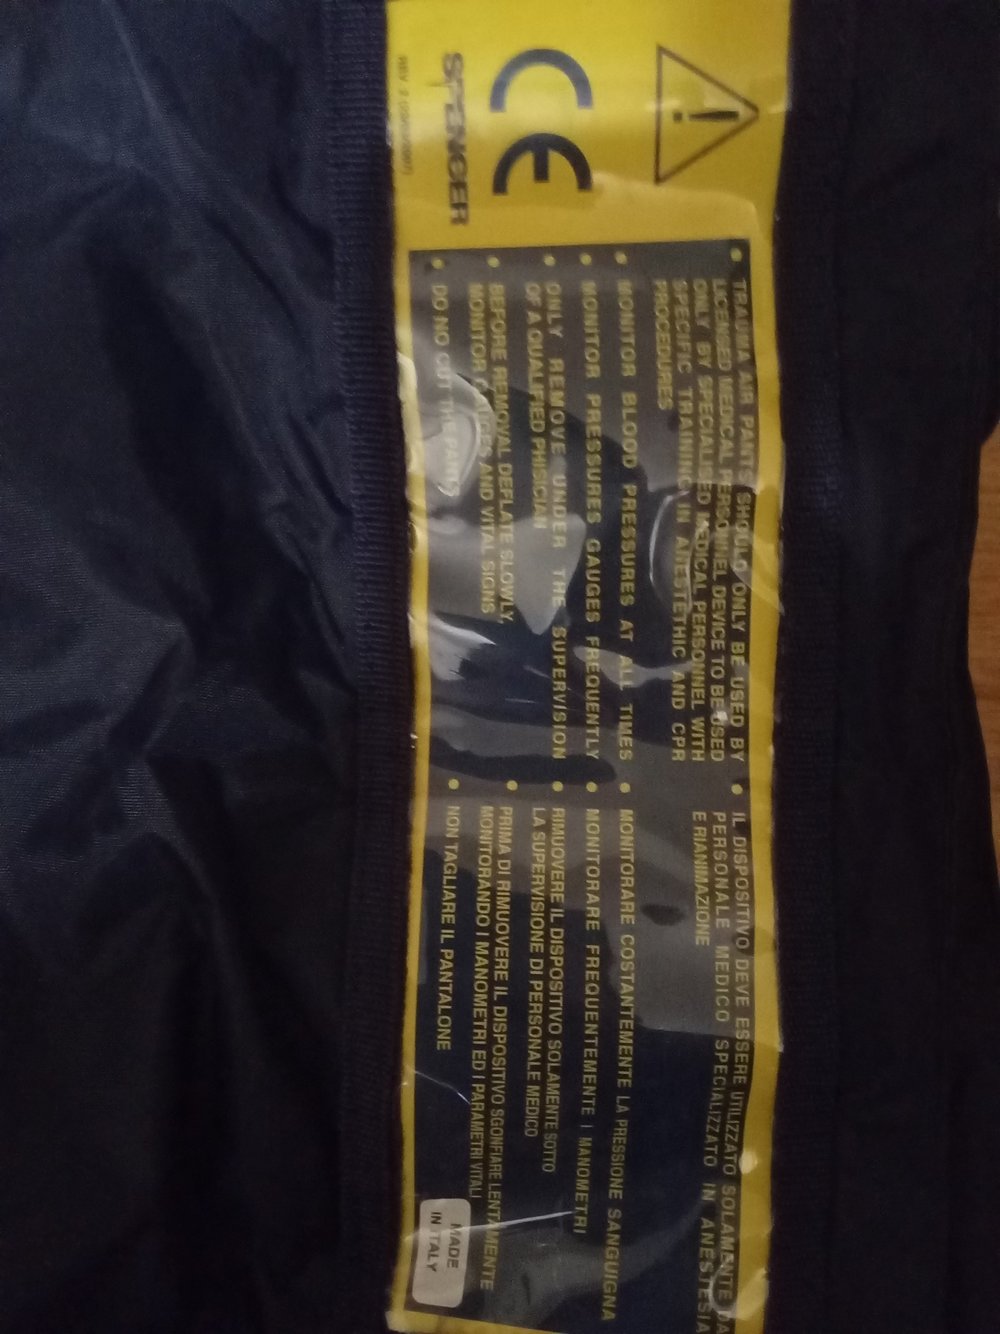 CE
SPENCER
• TRAUMA AIR PANTS SHOULD ONLY BE USED BY
LICENSED MEDICAL PERSONNEL DEVICE TO BE USED
ONLY BY SPECIALISED MEDICAL PERSONNEL WITH
SPECIFIC TRAINING IN ANESTETHIC AND CPR
PROCEDURES
• MONITOR BLOOD PRESSURES AT ALL TIMES
• MONITOR PRESSURES GAUGES FREQUENTLY
• ONLY REMOVE UNDER THE SUPERVISION
OF A QUALIFIED PHISICIAN
• BEFORE REMOVAL DEFLATE SLOWLY,
MONITOR GAUGES AND VITAL SIGNS
• DO NO CUT THE PANTS
• IL DISPOSITIVO DEVE ESSERE UTILIZZATO SOLAMENTE DA
PERSONALE MEDICO SPECIALIZZATO IN ANESTESIA
E RIANIMAZIONE
• MONITORARE COSTANTEMENTE LA PRESSIONE SANGUIGNA
• MONITORARE FREQUENTEMENTE I MANOMETRI
• RIMUOVERE IL DISPOSITIVO SOLAMENTE SOTTO
LA SUPERVISIONE DI PERSONALE MEDICO
• PRIMA DI RIMUOVERE IL DISPOSITIVO SGONFIARE LENTAMENTE
MONITORANDO I MANOMETRI ED I PARAMETRI VITALI
• NON TAGLIARE IL PANTALONE
MADE
IN ITALY